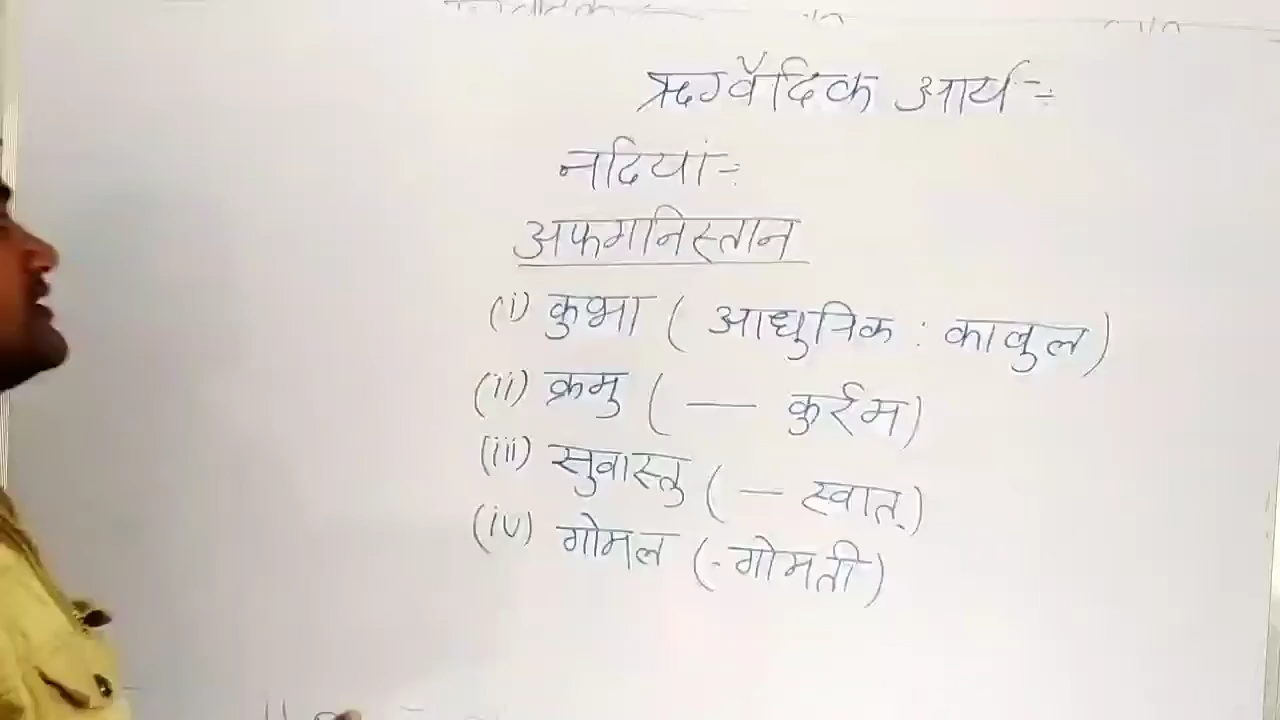 ऋग्वैदिक आर्य :-
नदियां :-
अफगानिस्तान
(i) कुभा ( आधुनिक : काबुल )
(ii) क्रमु ( — कुर्रम )
(iii) सुवास्तु ( — स्वात् )
(iv) गोमल ( - गोमती )